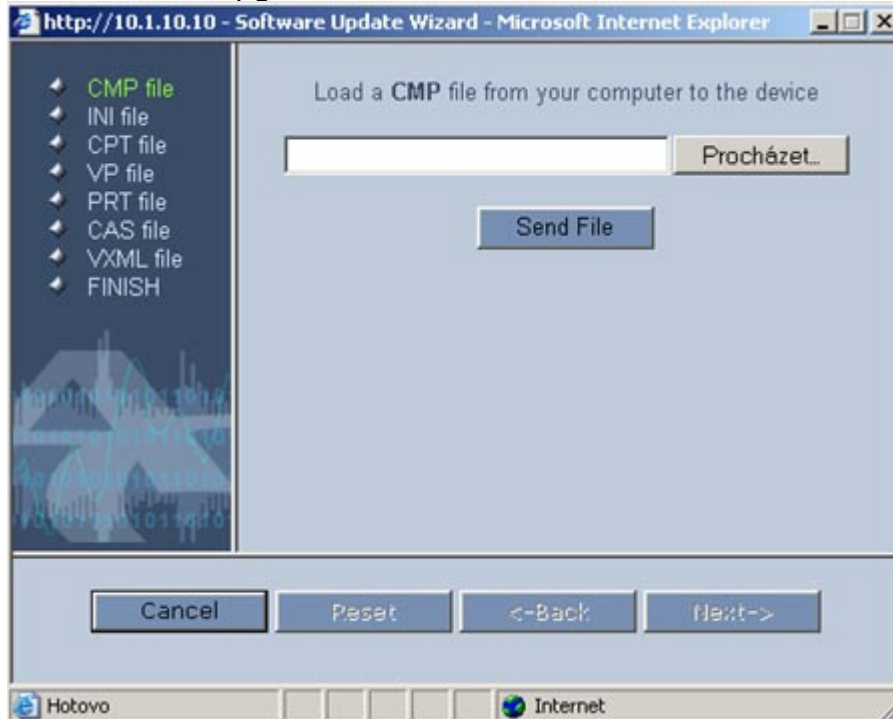 http://10.1.10.10 - Software Update Wizard - Microsoft Internet Explorer
CMP file
INI file
CPT file
VP file
PRT file
CAS file
VXML file
FINISH
Load a CMP file from your computer to the device
Procházet...
Send File
Cancel
Reset
<-Back
Next->
Hotovo
Internet